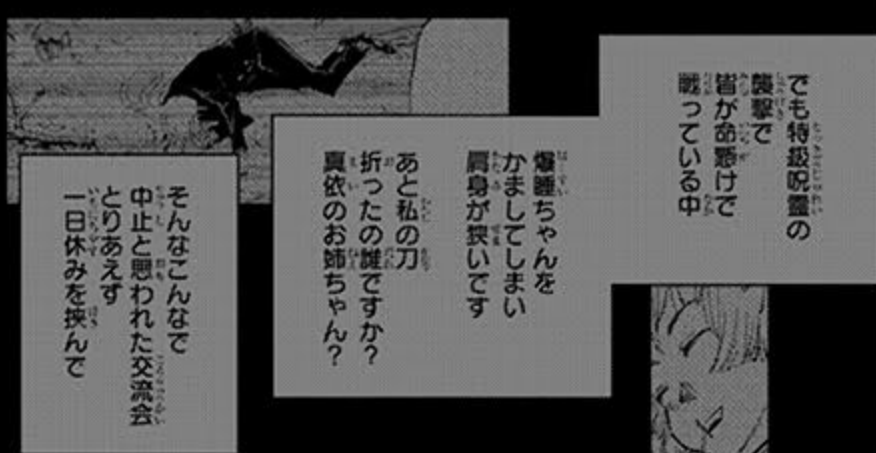 でも特級呪霊の
襲撃で
皆が命懸けで
戦っている中
爆睡ちゃんを
かましてしまい
肩身が狭いです
あと私の刀
折ったの誰ですか？
真依のお姉ちゃん？
そんなこんなで
中止と思われた交流会
とりあえず
一日休みを挟んで